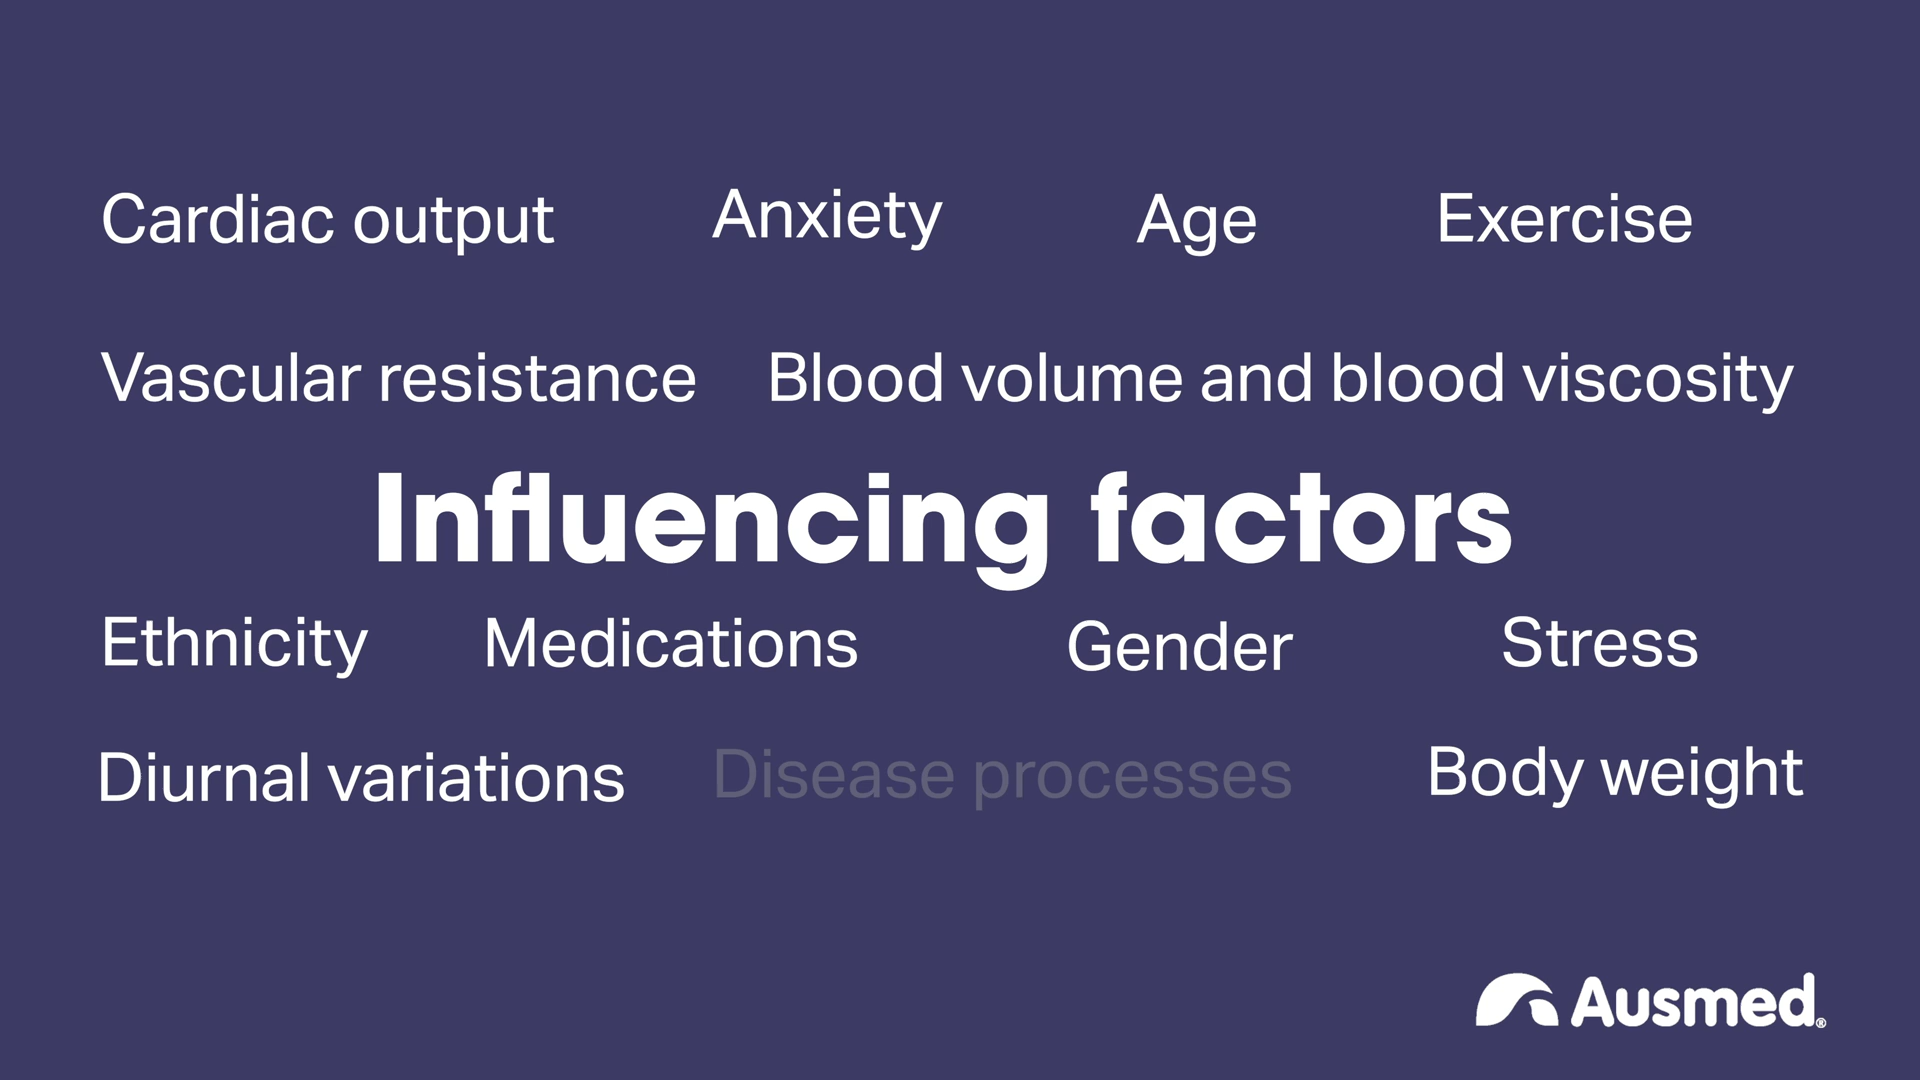 Cardiac output Anxiety Age Exercise
Vascular resistance Blood volume and blood viscosity
Influencing factors
Ethnicity Medications Gender Stress
Diurnal variations Disease processes Body weight
Ausmed®